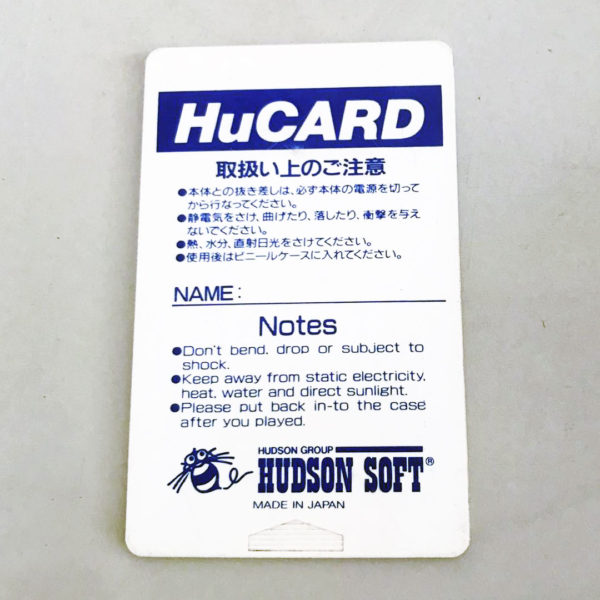 HuCARD
取扱い上のご注意
●本体との抜き差しは、必ず本体の電源を切って
から行なってください。
●静電気をさけ、曲げたり、落したり、衝撃を与え
ないでください。
●熱、水分、直射日光をさけてください。
●使用後はビニールケースに入れてください。
NAME:
Notes
●Don't bend, drop or subject to
shock.
●Keep away from static electricity,
heat, water and direct sunlight.
●Please put back in-to the case
after you played.
HUDSON GROUP
HUDSON SOFT®
MADE IN JAPAN